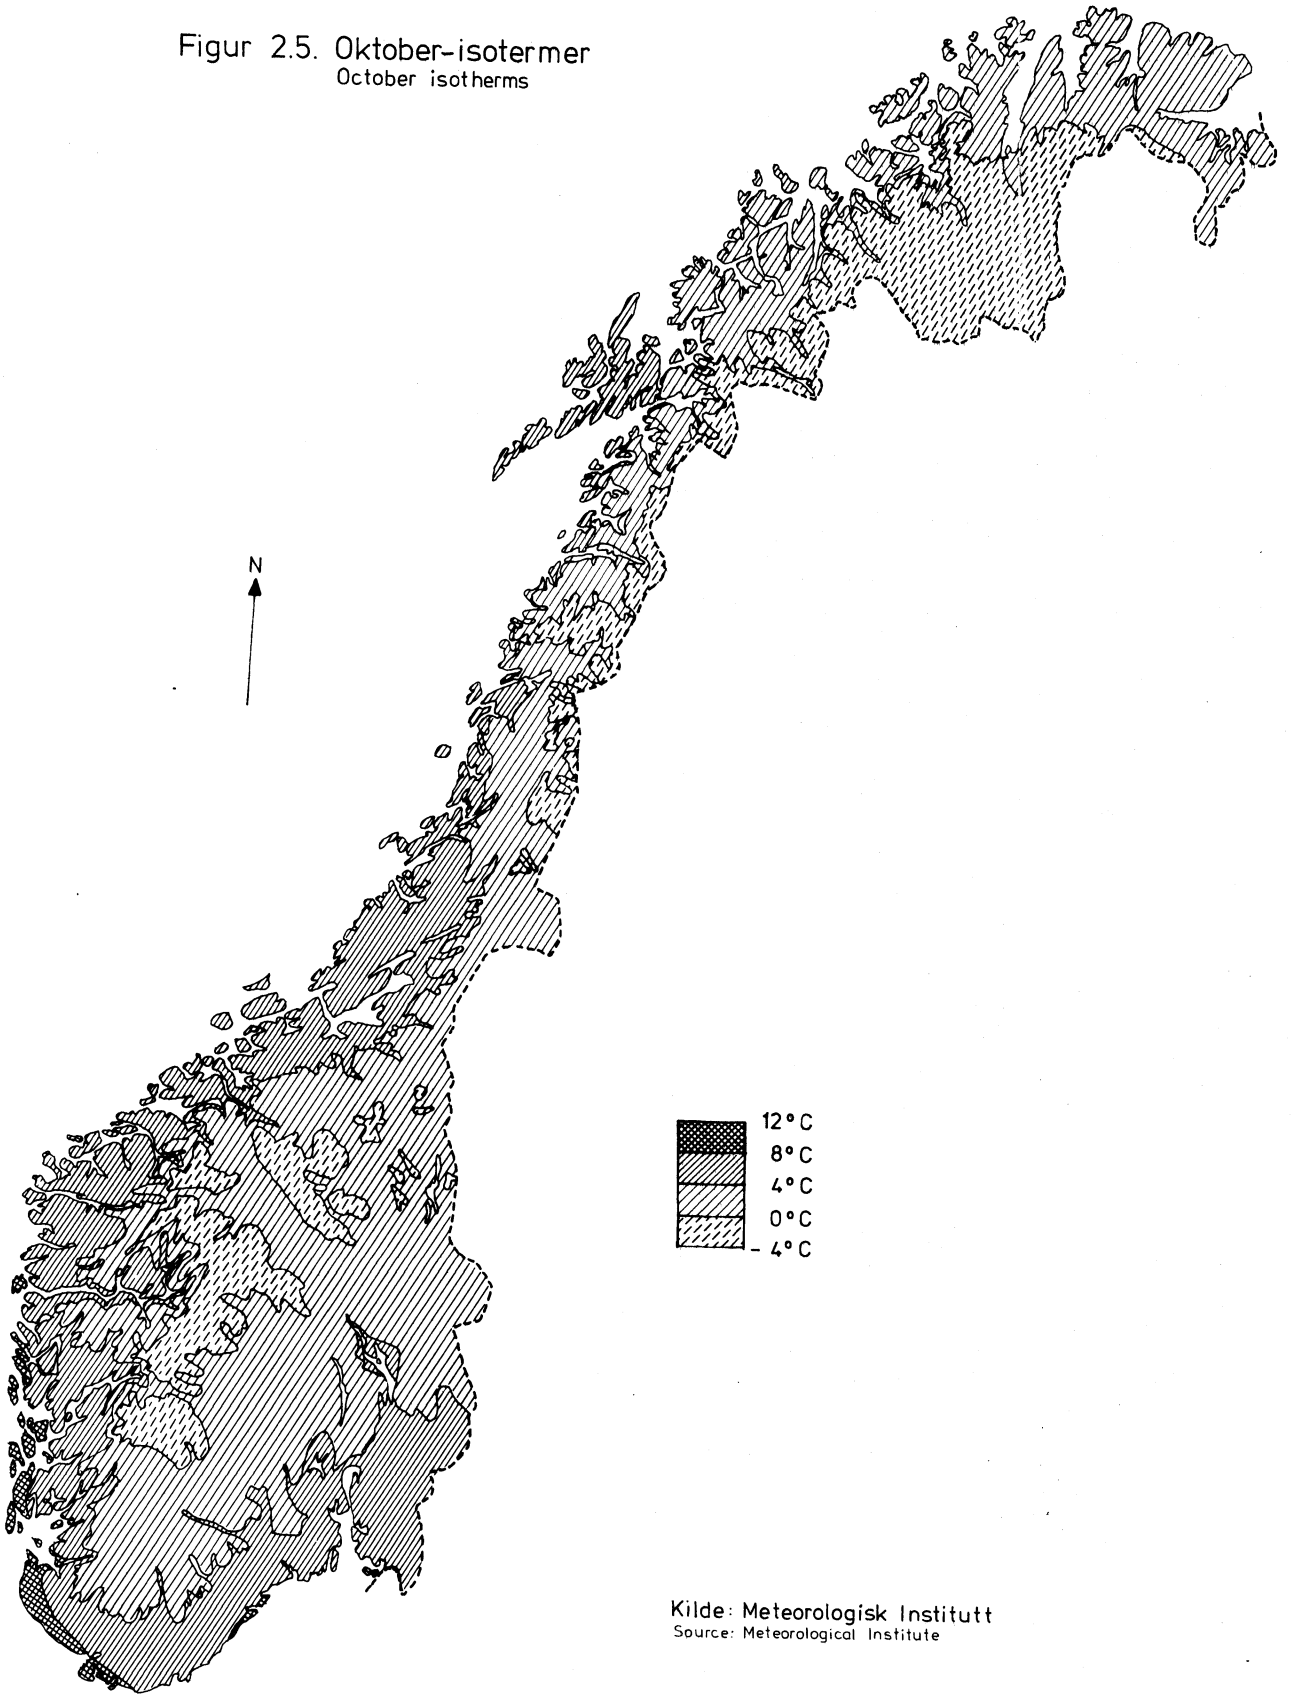 Figur 2.5. Oktober-isotermer
October isotherms
N
12°C
8°C
4°C
0°C
- 4°C
Kilde: Meteorologisk Institutt
Source: Meteorological Institute